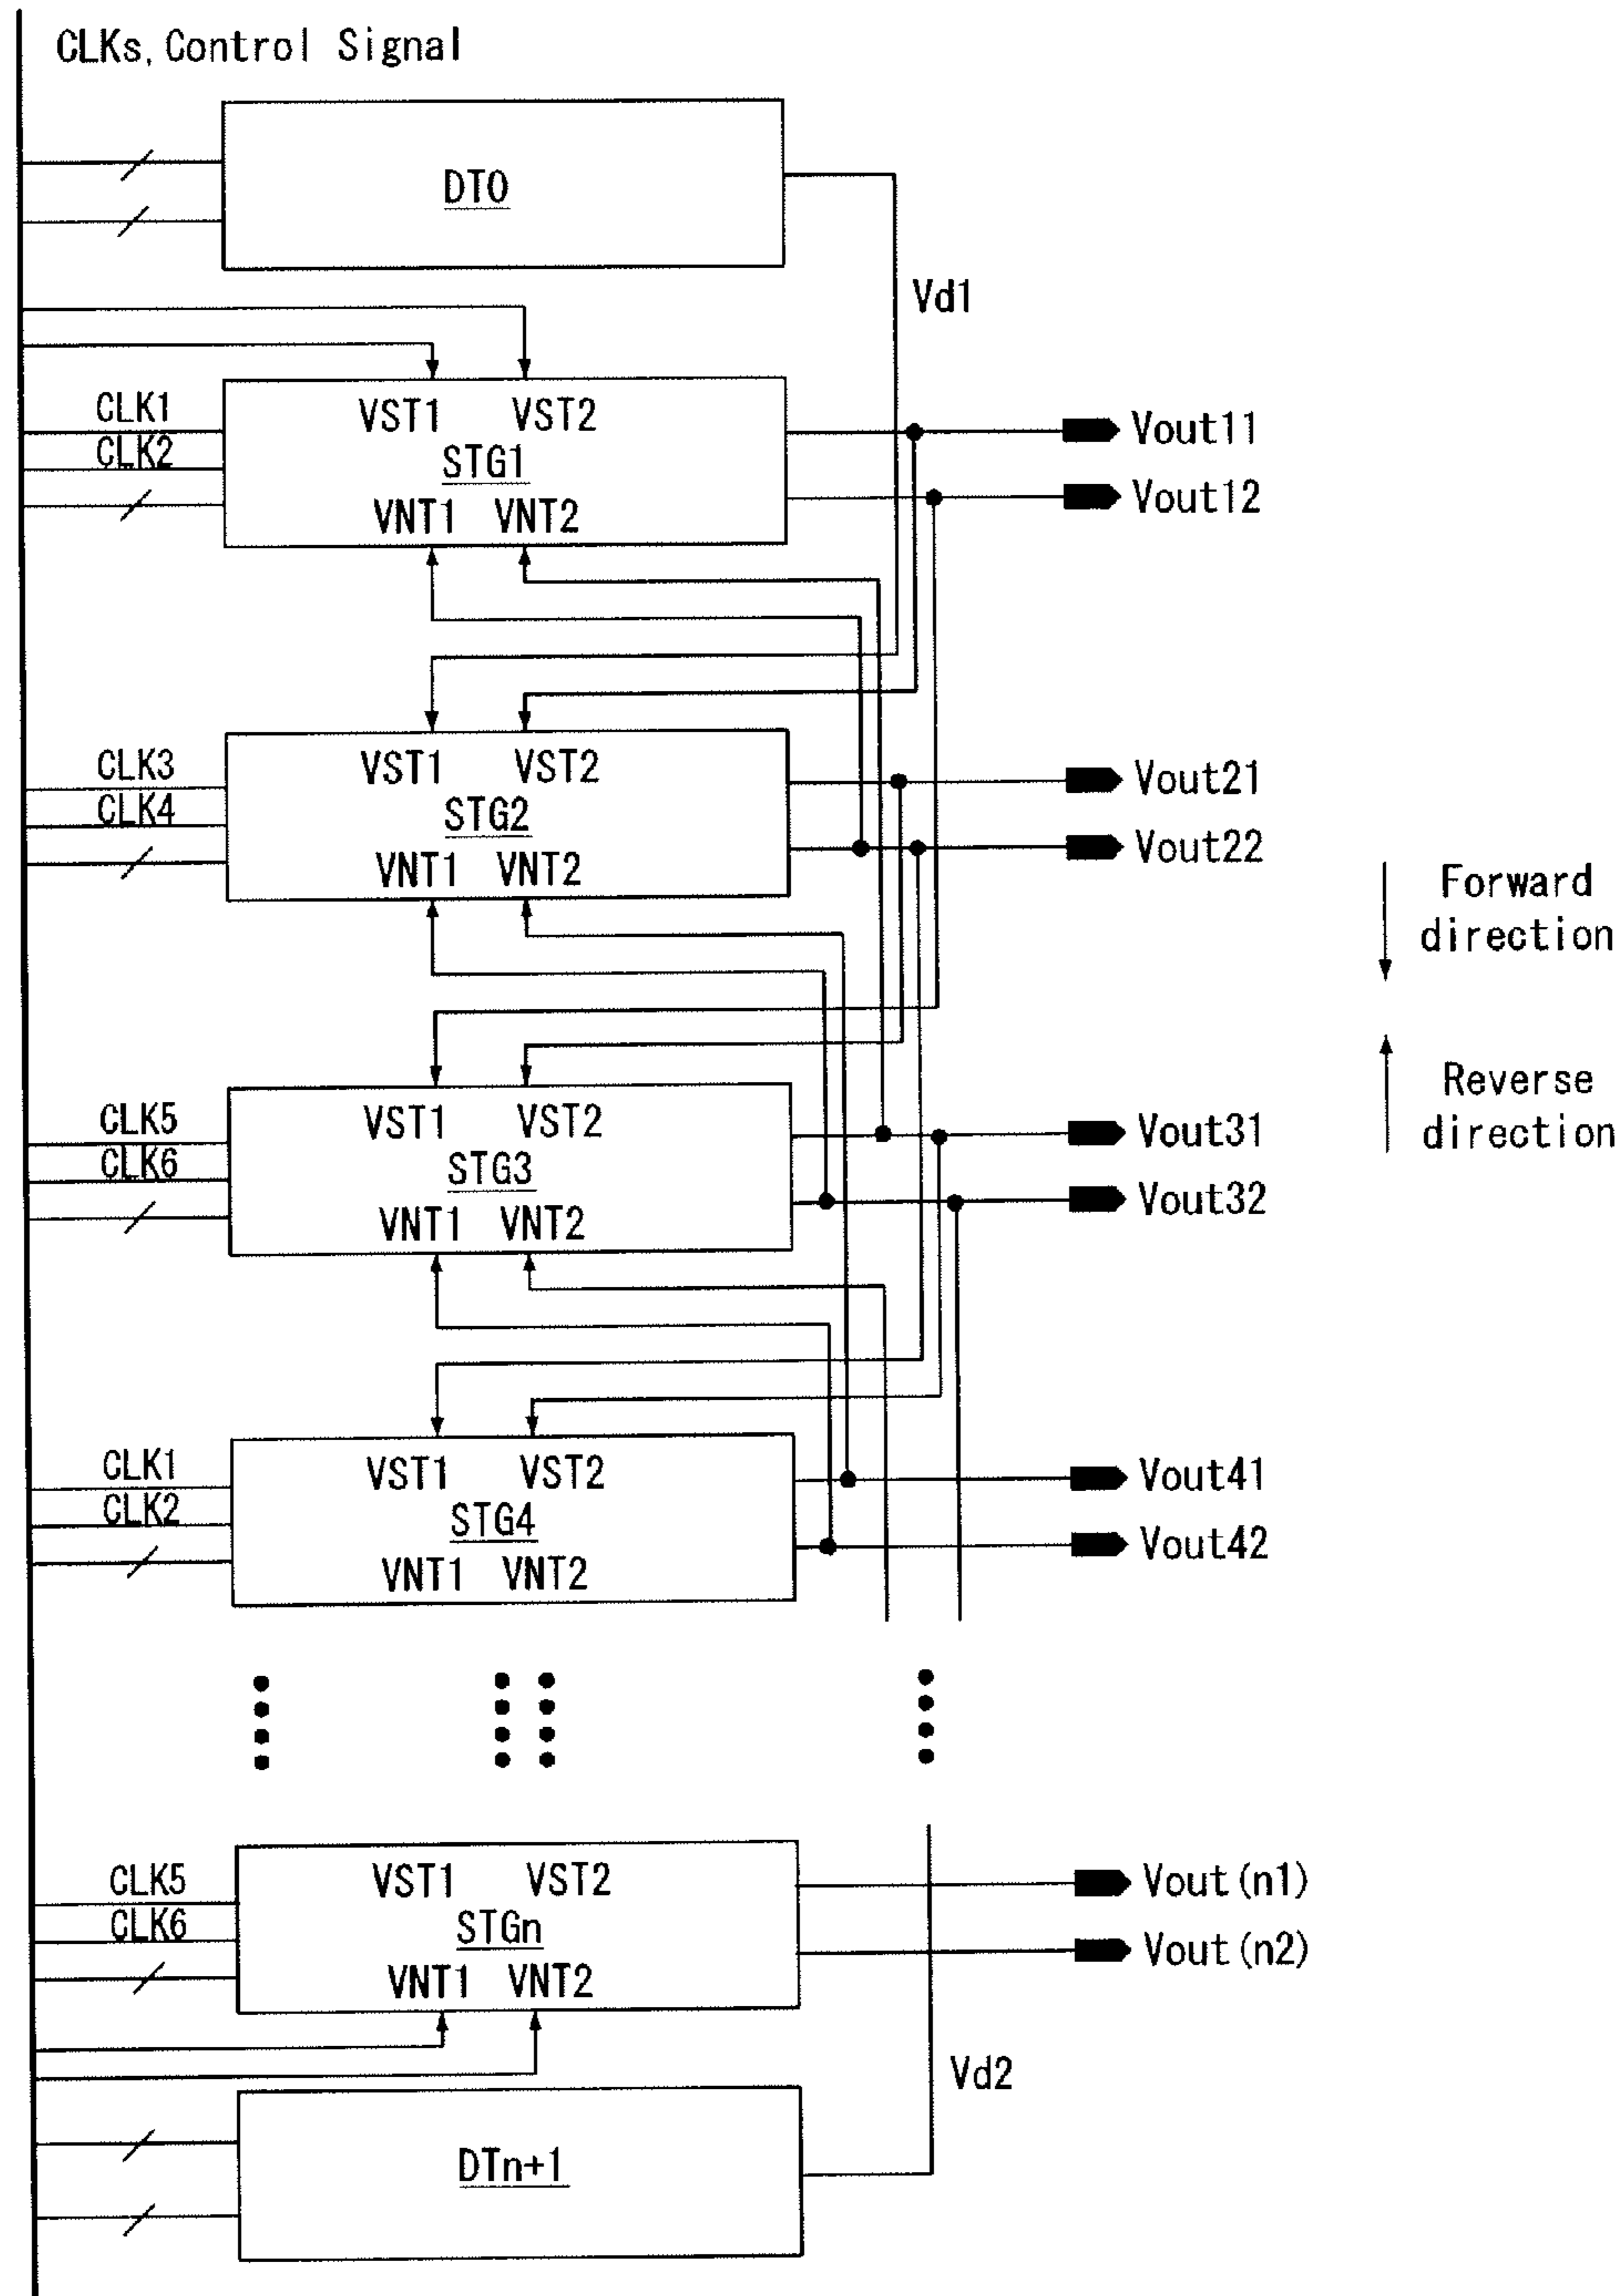 CLKs, Control Signal
DT0
Vd1
CLK1
CLK2
VST1 VST2
STG1
VNT1 VNT2
Vout11
Vout12
CLK3
CLK4
VST1 VST2
STG2
VNT1 VNT2
Vout21
Vout22
Forward
direction
Reverse
direction
CLK5
CLK6
VST1 VST2
STG3
VNT1 VNT2
Vout31
Vout32
CLK1
CLK2
VST1 VST2
STG4
VNT1 VNT2
Vout41
Vout42
CLK5
CLK6
VST1 VST2
STGn
VNT1 VNT2
Vout(n1)
Vout(n2)
Vd2
DTn+1